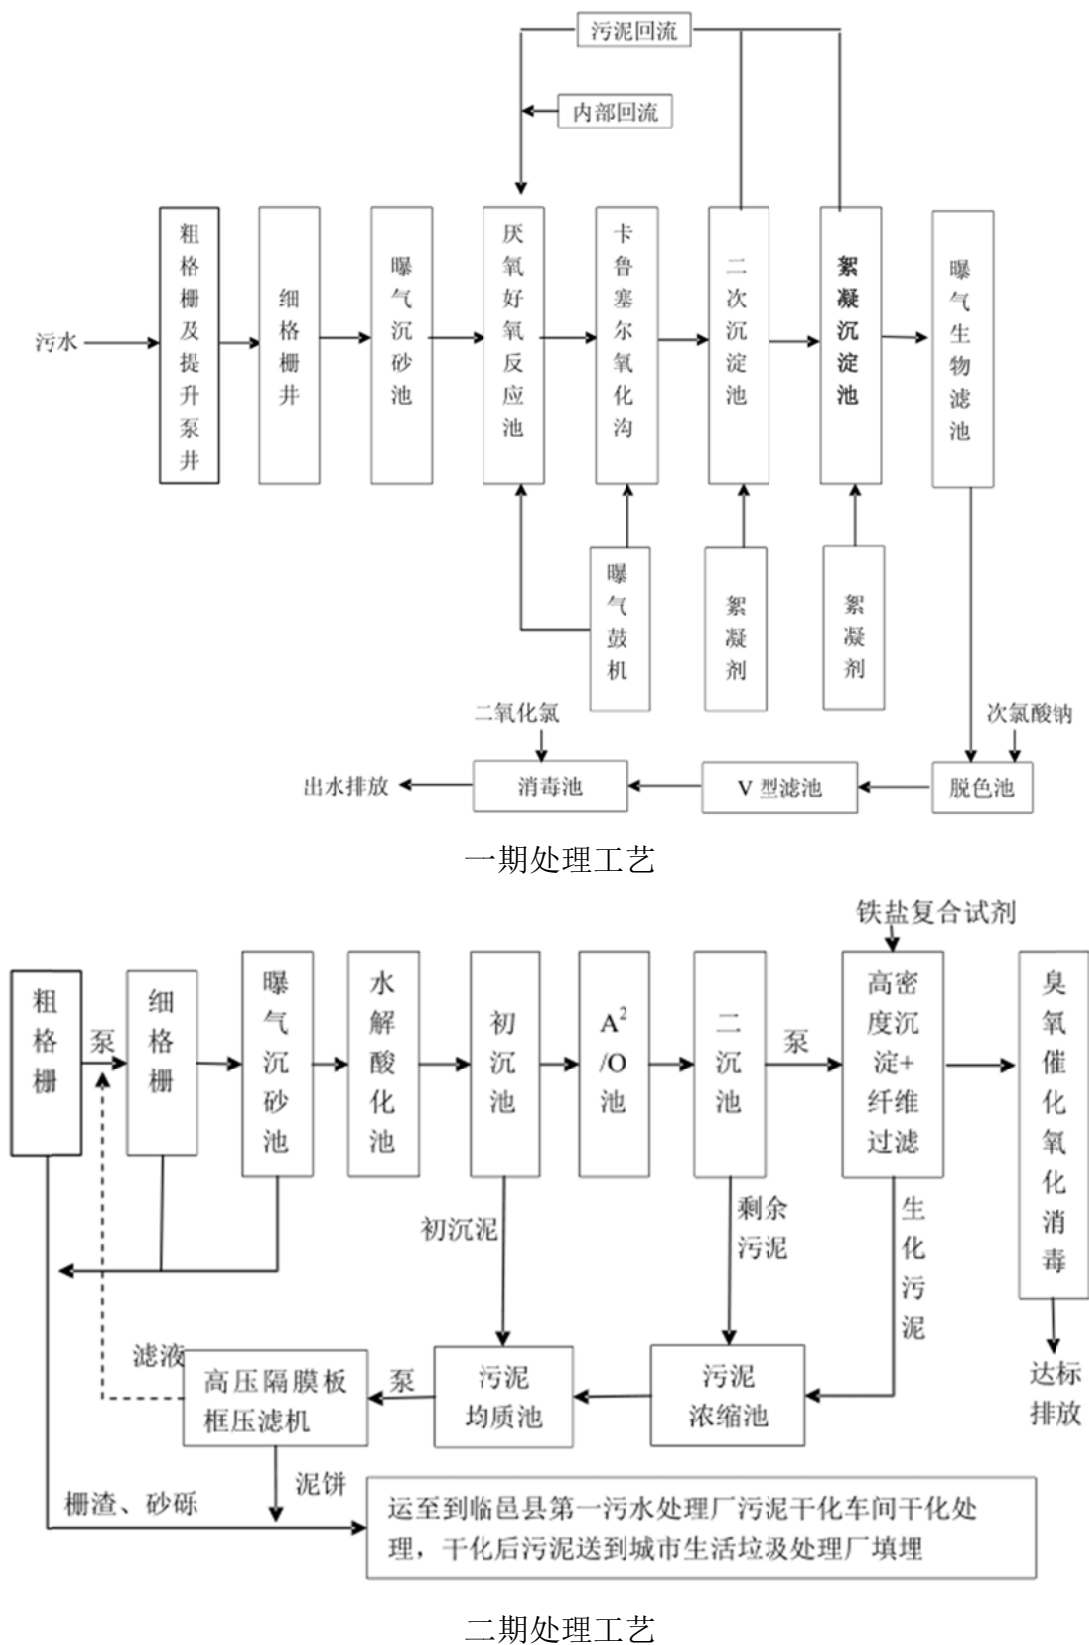 污泥回流
内部回流
污水
粗格栅及提升泵井
细格栅井
曝气沉砂池
厌氧好氧反应池
卡鲁塞尔氧化沟
二次沉淀池
絮凝沉淀池
曝气生物滤池
曝气鼓机
絮凝剂
絮凝剂
二氧化氯
次氯酸钠
出水排放
消毒池
V 型滤池
脱色池
一期处理工艺
铁盐复合试剂
粗格栅
泵
细格栅
曝气沉砂池
水解酸化池
初沉池
A²/O池
二沉池
泵
高密
度沉
淀+
纤维
过滤
臭氧催化氧化消毒
初沉泥
剩余
污泥
生化污泥
滤液
高压隔膜板
框压滤机
泵
污泥
均质池
污泥
浓缩池
达标
排放
泥饼
栅渣、砂砾
运至到临邑县第一污水处理厂污泥干化车间干化处
理，干化后污泥送到城市生活垃圾处理厂填埋
二期处理工艺